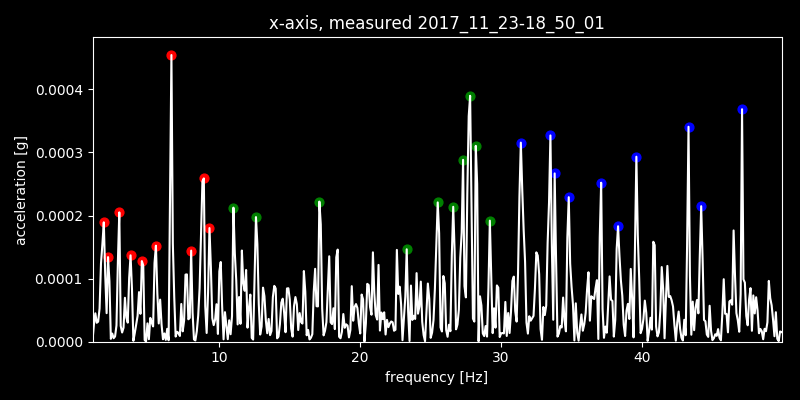 x-axis, measured 2017_11_23-18_50_01
0.0004
0.0003
0.0002
0.0001
0.0000
acceleration [g]
10 20 30 40
frequency [Hz]